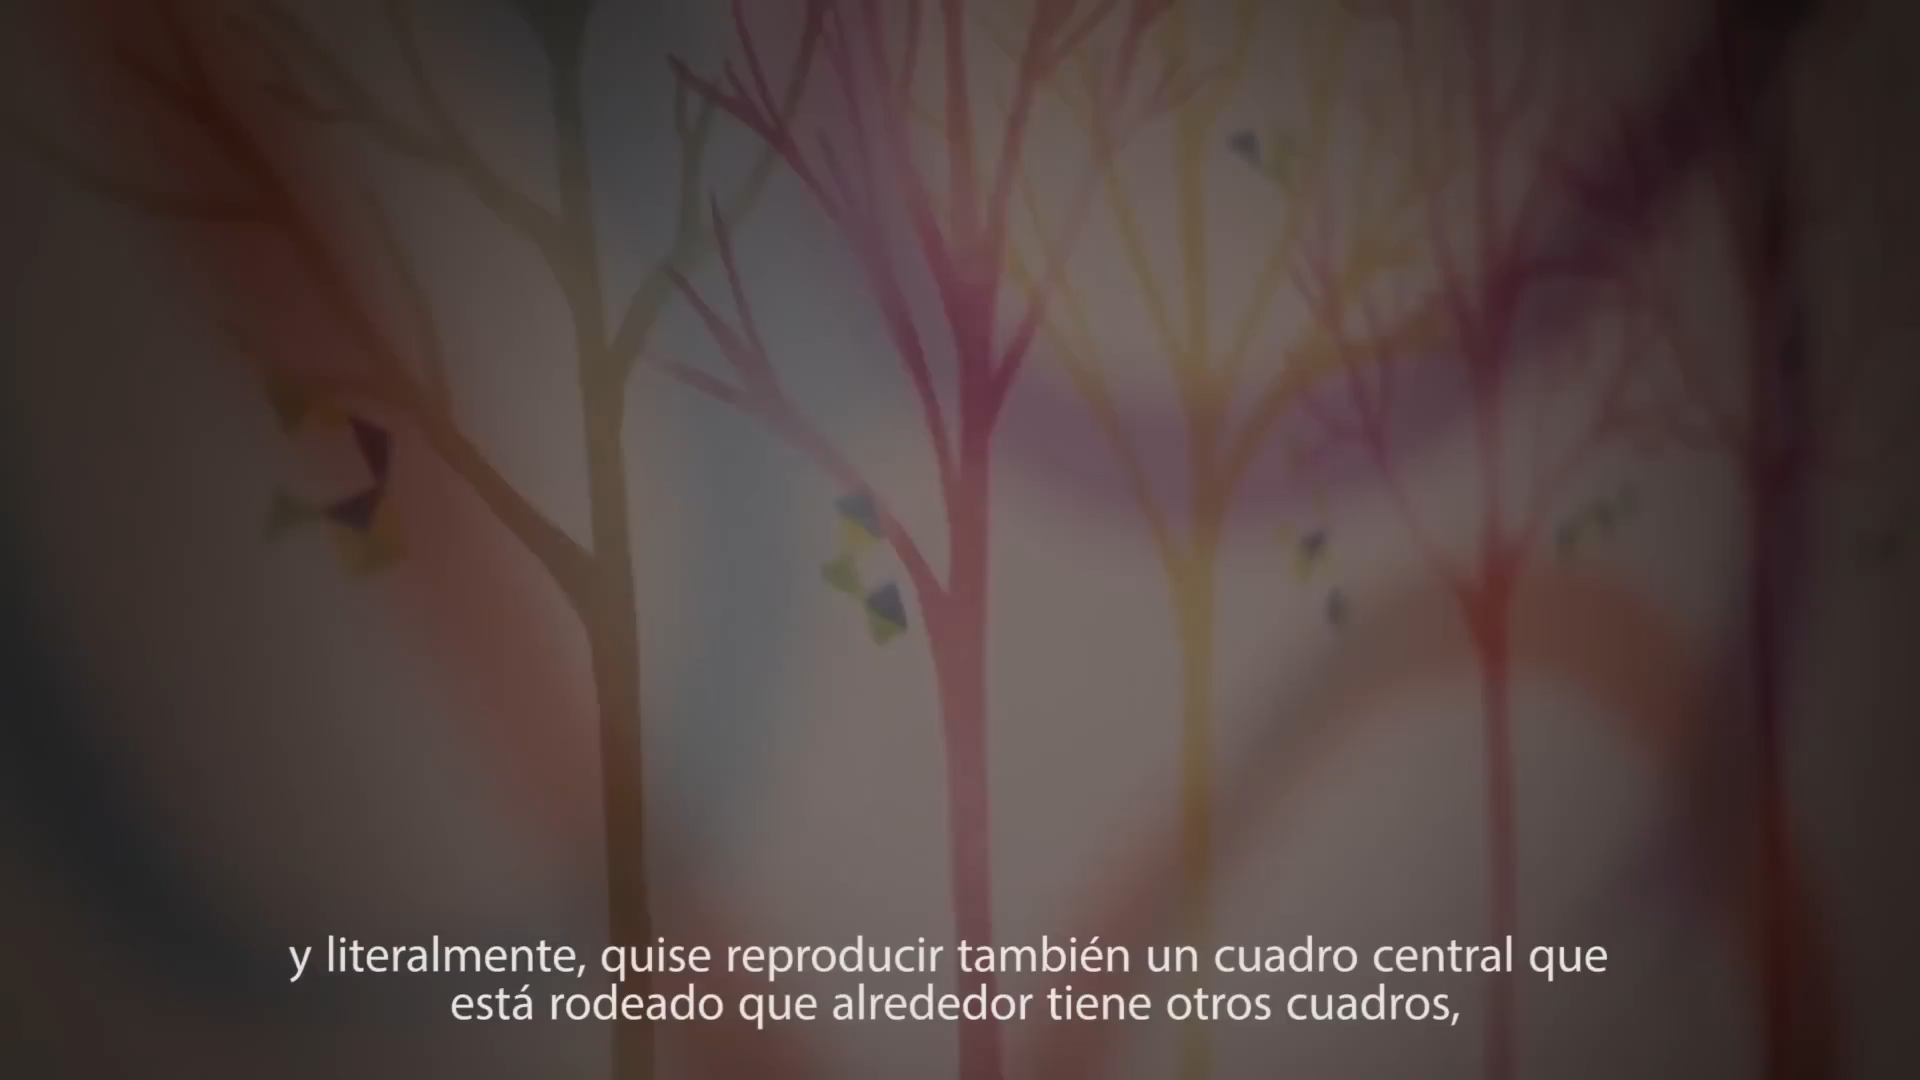 y literalmente, quise reproducir también un cuadro central que
está rodeado que alrededor tiene otros cuadros,